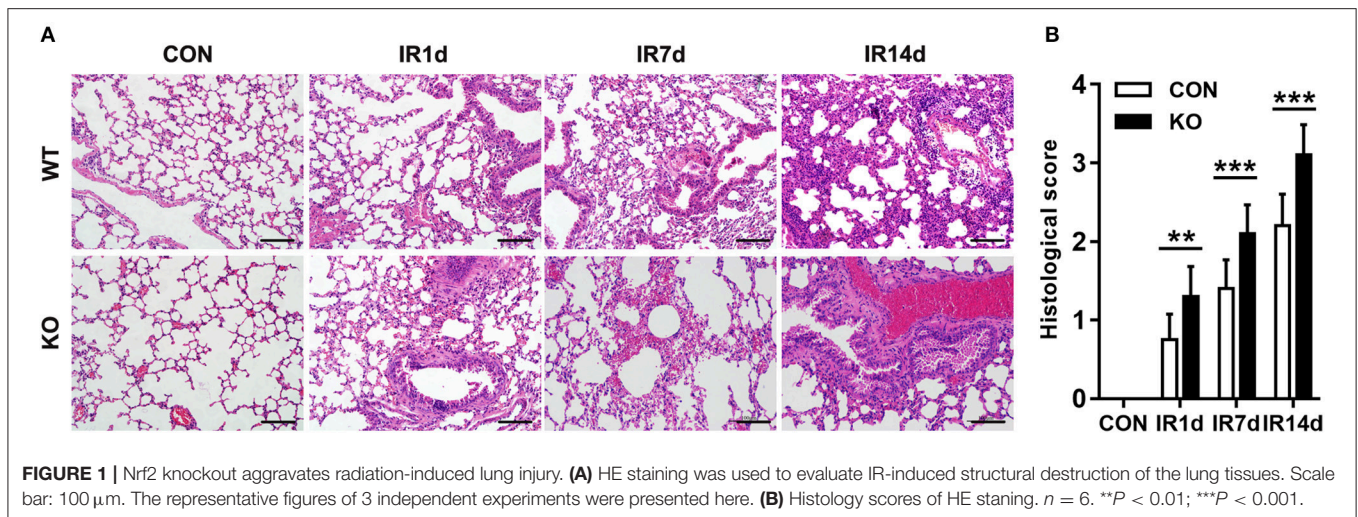 A
CON
IR1d
IR7d
IR14d
WT
KO
B
Histological score
4
3
2
1
0
CON
KO
**
***
***
CON IR1d IR7d IR14d
FIGURE 1 | Nrf2 knockout aggravates radiation-induced lung injury. (A) HE staining was used to evaluate IR-induced structural destruction of the lung tissues. Scale
bar: 100 μm. The representative figures of 3 independent experiments were presented here. (B) Histology scores of HE staning. n = 6. **P < 0.01; ***P < 0.001.